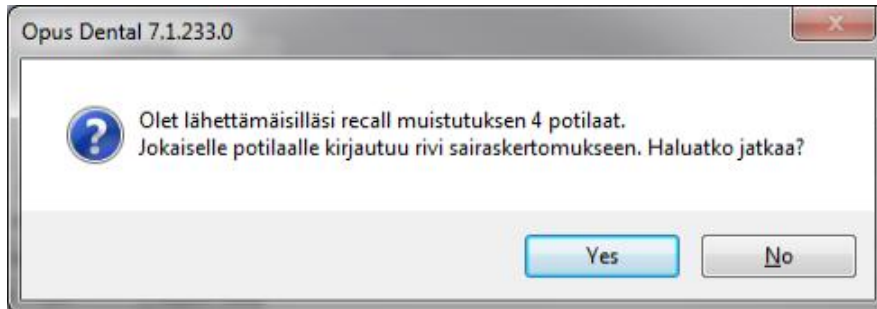 Opus Dental 7.1.233.0
Olet lähettämäisilläsi recall muistutuksen 4 potilaat.
Jokaiselle potilaalle kirjautuu rivi sairaskertomukseen. Haluatko jatkaa?
Yes
No